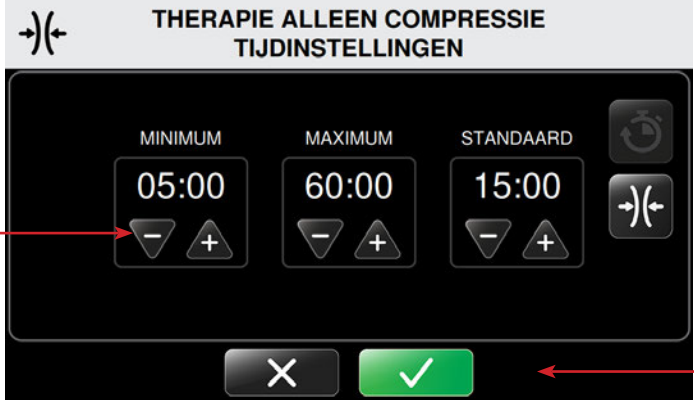 THERAPIE ALLEEN COMPRESSIE
TIJDINSTELLINGEN
MINIMUM MAXIMUM STANDAARD
05:00 60:00 15:00
- + - + - +